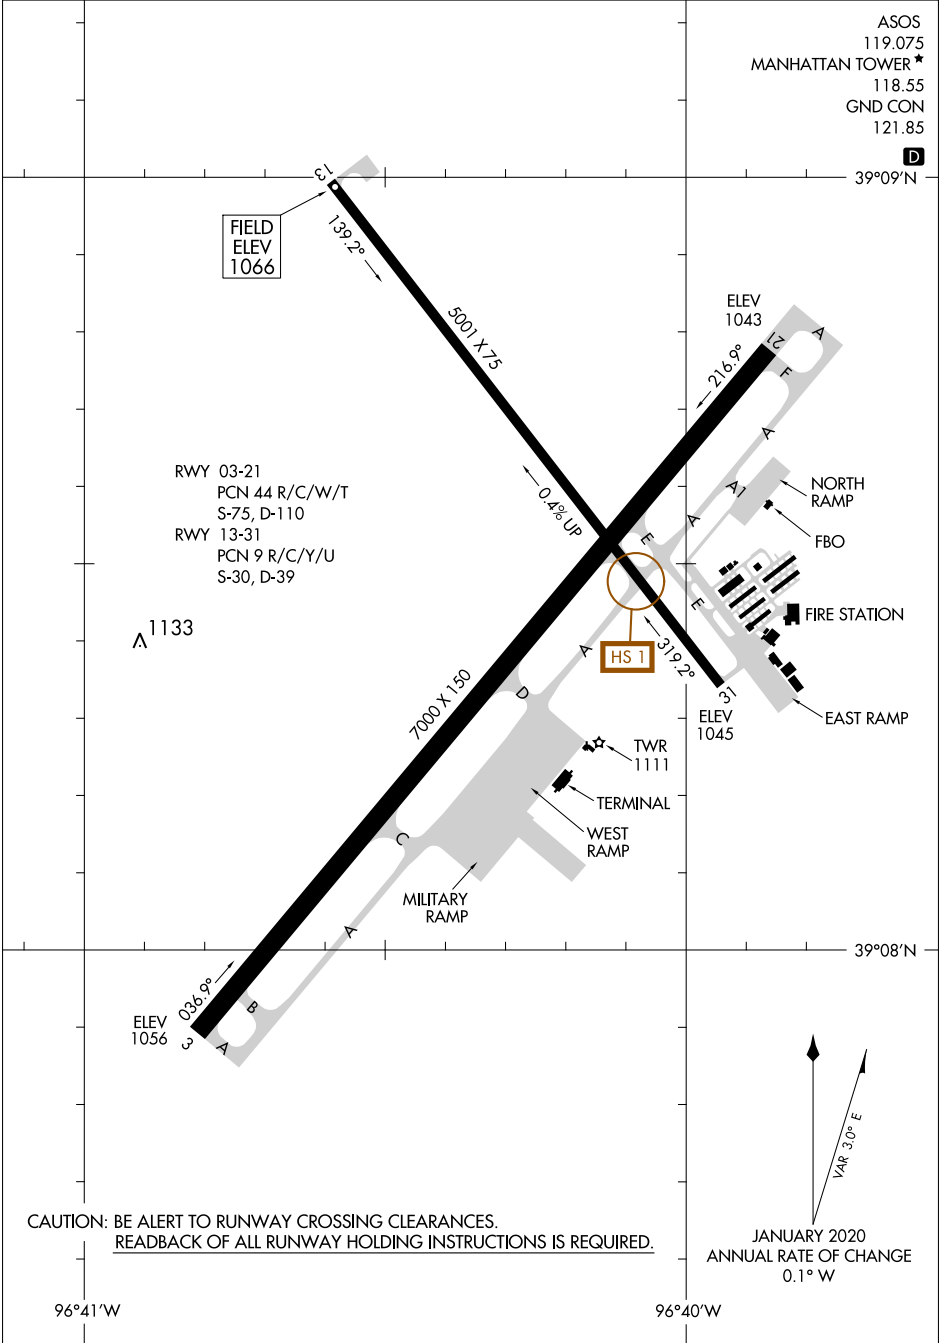 ASOS
119.075
MANHATTAN TOWER ★
118.55
GND CON
121.85
D
39°09'N
13
FIELD
ELEV
1066
139.2°
5001 X 75
ELEV
1043
21
A
216.9°
F
A
RWY 03-21
PCN 44 R/C/W/T
S-75, D-110
RWY 13-31
PCN 9 R/C/Y/U
S-30, D-39
0.4% UP
A1
NORTH
RAMP
A
FBO
E
E
FIRE STATION
1133
A
HS 1
319.2°
31
ELEV
1045
EAST RAMP
7000 X 150
D
TWR
1111
TERMINAL
WEST
RAMP
C
MILITARY
RAMP
A
39°08'N
036.9°
B
ELEV
1056
3
A
VAR 3.0° E
CAUTION: BE ALERT TO RUNWAY CROSSING CLEARANCES.
READBACK OF ALL RUNWAY HOLDING INSTRUCTIONS IS REQUIRED.
JANUARY 2020
ANNUAL RATE OF CHANGE
0.1° W
96°41'W
96°40'W